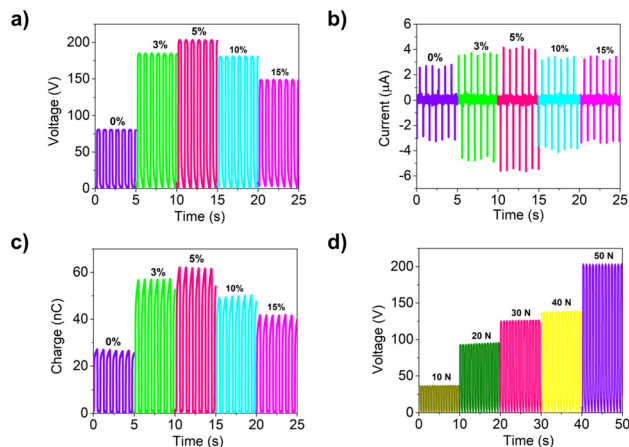 a)
200
150
100
50
0
Voltage (V)
0%
3%
5%
10%
15%
0 5 10 15 20 25
Time (s)
b)
6
4
2
0
-2
-4
-6
Current (μA)
0%
3%
5%
10%
15%
0 5 10 15 20 25
Time (s)
c)
60
40
20
0
Charge (nC)
0%
3%
5%
10%
15%
0 5 10 15 20 25
Time (s)
d)
200
150
100
50
0
Voltage (V)
10 N
20 N
30 N
40 N
50 N
0 10 20 30 40 50
Time (s)